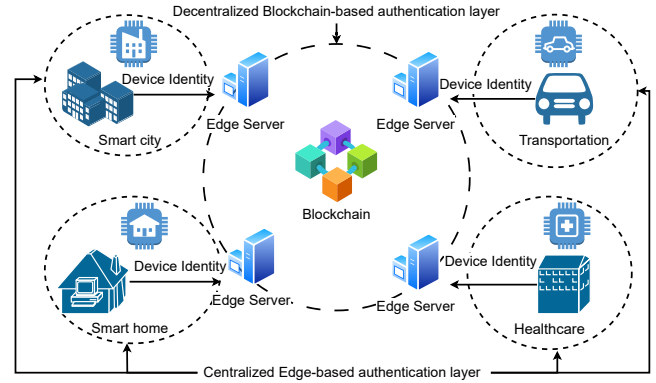 Decentralized Blockchain-based authentication layer
Device Identity
Edge Server
Smart city
Device Identity
Edge Server
Transportation
Blockchain
Device Identity
Edge Server
Smart home
Device Identity
Edge Server
Healthcare
Centralized Edge-based authentication layer